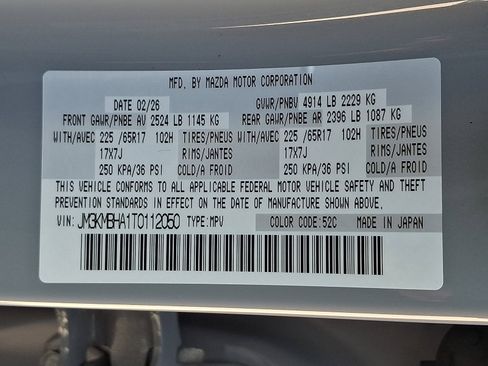 MFD. BY MAZDA MOTOR CORPORATION
DATE 02/26 GVWR/PNBV 4914 LB 2229 KG
FRONT GAWR/PNBE AV 2524 LB 1145 KG REAR GAWR/PNBE AR 2396 LB 1087 KG
WITH/AVEC 225 /65R17 102H TIRES/PNEUS WITH/AVEC 225 /65R17 102H TIRES/PNEUS
17X7J RIMS/JANTES 17X7J RIMS/JANTES
250 KPA/36 PSI COLD/A FROID 250 KPA/36 PSI COLD/A FROID
THIS VEHICLE CONFORMS TO ALL APPLICABLE FEDERAL MOTOR VEHICLE SAFETY AND THEFT
PREVENTION STANDARDS IN EFFECT ON THE DATE OF MANUFACTURE SHOWN ABOVE.
VIN: JM3KMBHA1T0112050 TYPE: MPV COLOR CODE: 52C MADE IN JAPAN